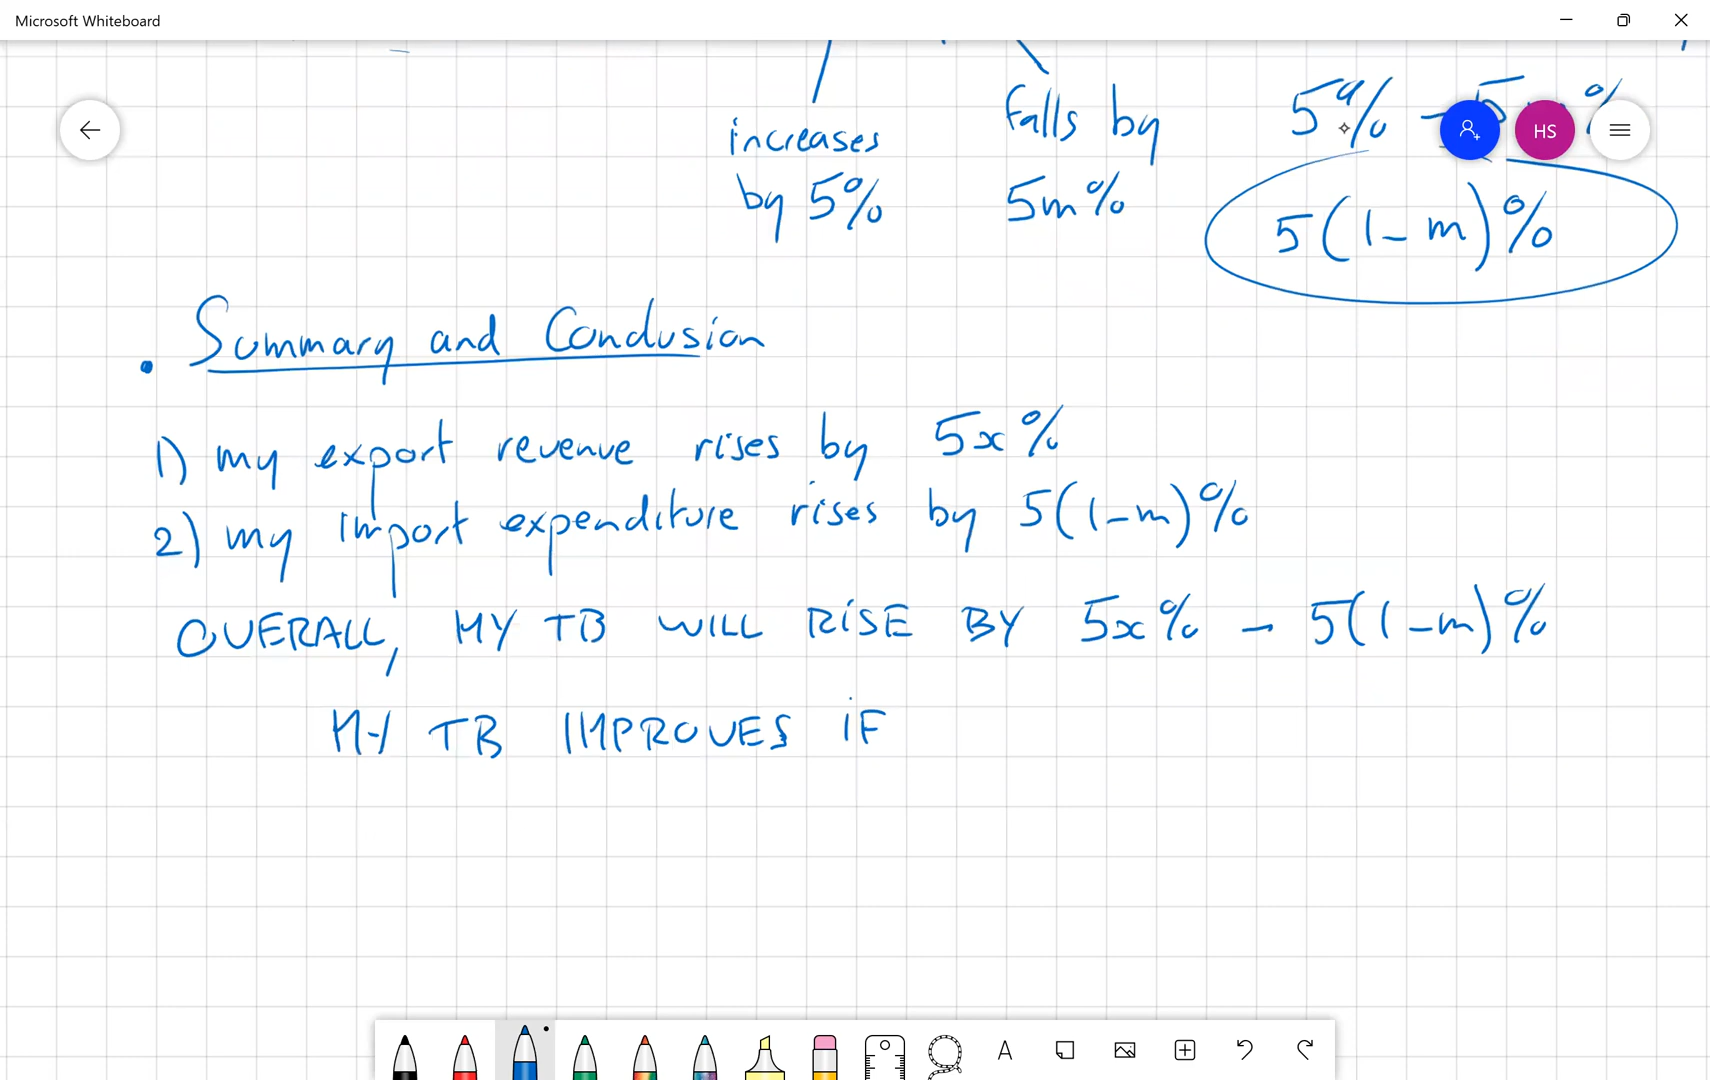 Microsoft Whiteboard
increases
by 5%
falls by
5m%
5% - 5m%
5(1-m)%
HS
. Summary and Conclusion
1) my export revenue rises by 5x%
2) my import expenditure rises by 5(1-m)%
OVERALL, MY TB WILL RISE BY 5x% - 5(1-m)%
MY TB IMPROVES IF
A